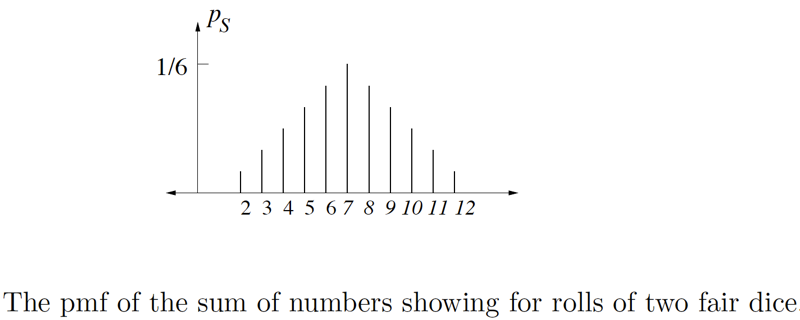 pS
1/6
2 3 4 5 6 7 8 9 10 11 12
The pmf of the sum of numbers showing for rolls of two fair dice.